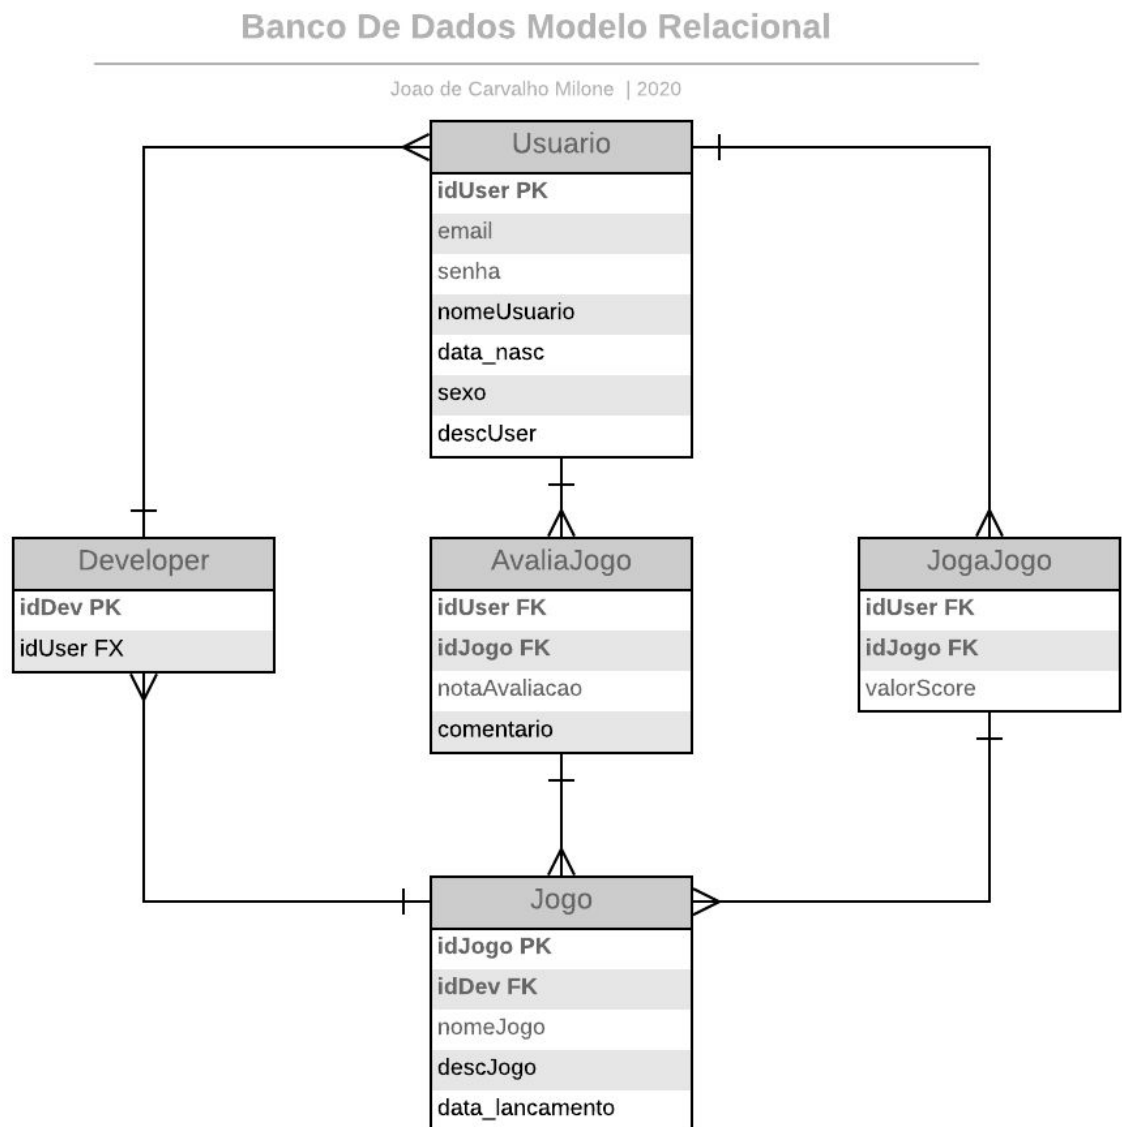 Banco De Dados Modelo Relacional
Joao de Carvalho Milone | 2020
Usuario
idUser PK
email
senha
nomeUsuario
data_nasc
sexo
descUser
Developer
idDev PK
idUser FX
AvaliaJogo
idUser FK
idJogo FK
notaAvaliacao
comentario
JogaJogo
idUser FK
idJogo FK
valorScore
Jogo
idJogo PK
idDev FK
nomeJogo
descJogo
data_lancamento